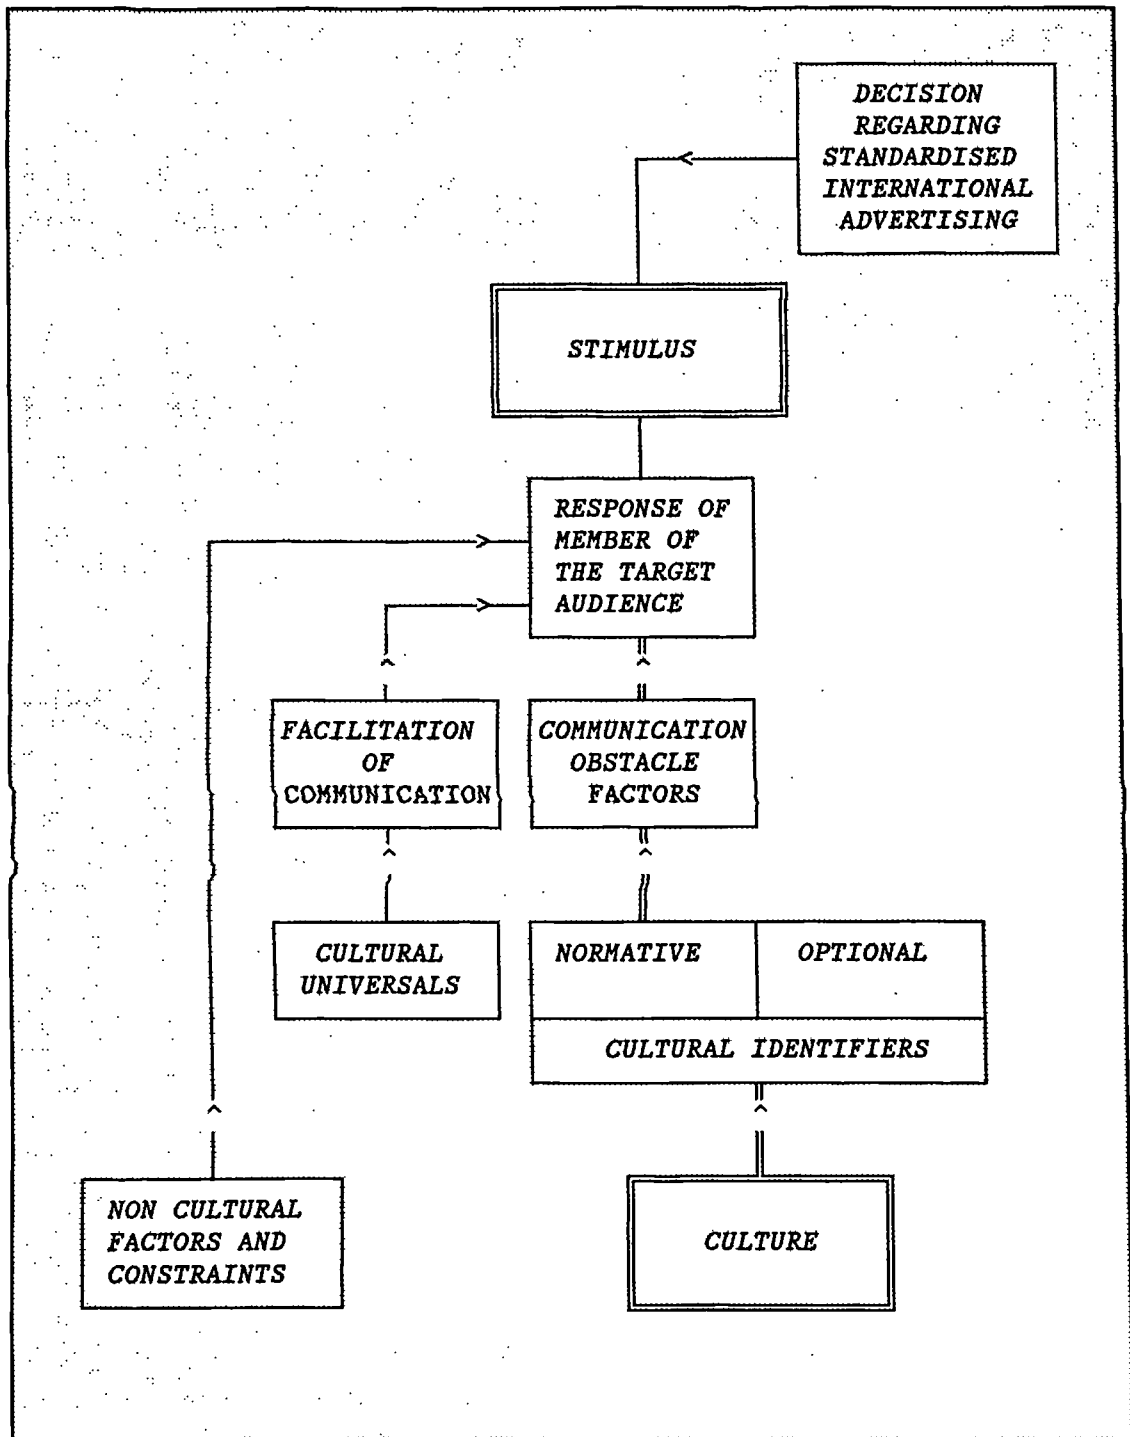 DECISION
REGARDING
STANDARDISED
INTERNATIONAL
ADVERTISING
STIMULUS
RESPONSE OF
MEMBER OF
THE TARGET
AUDIENCE
FACILITATION
OF
COMMUNICATION
COMMUNICATION
OBSTACLE
FACTORS
CULTURAL
UNIVERSALS
NORMATIVE
OPTIONAL
CULTURAL IDENTIFIERS
NON CULTURAL
FACTORS AND
CONSTRAINTS
CULTURE